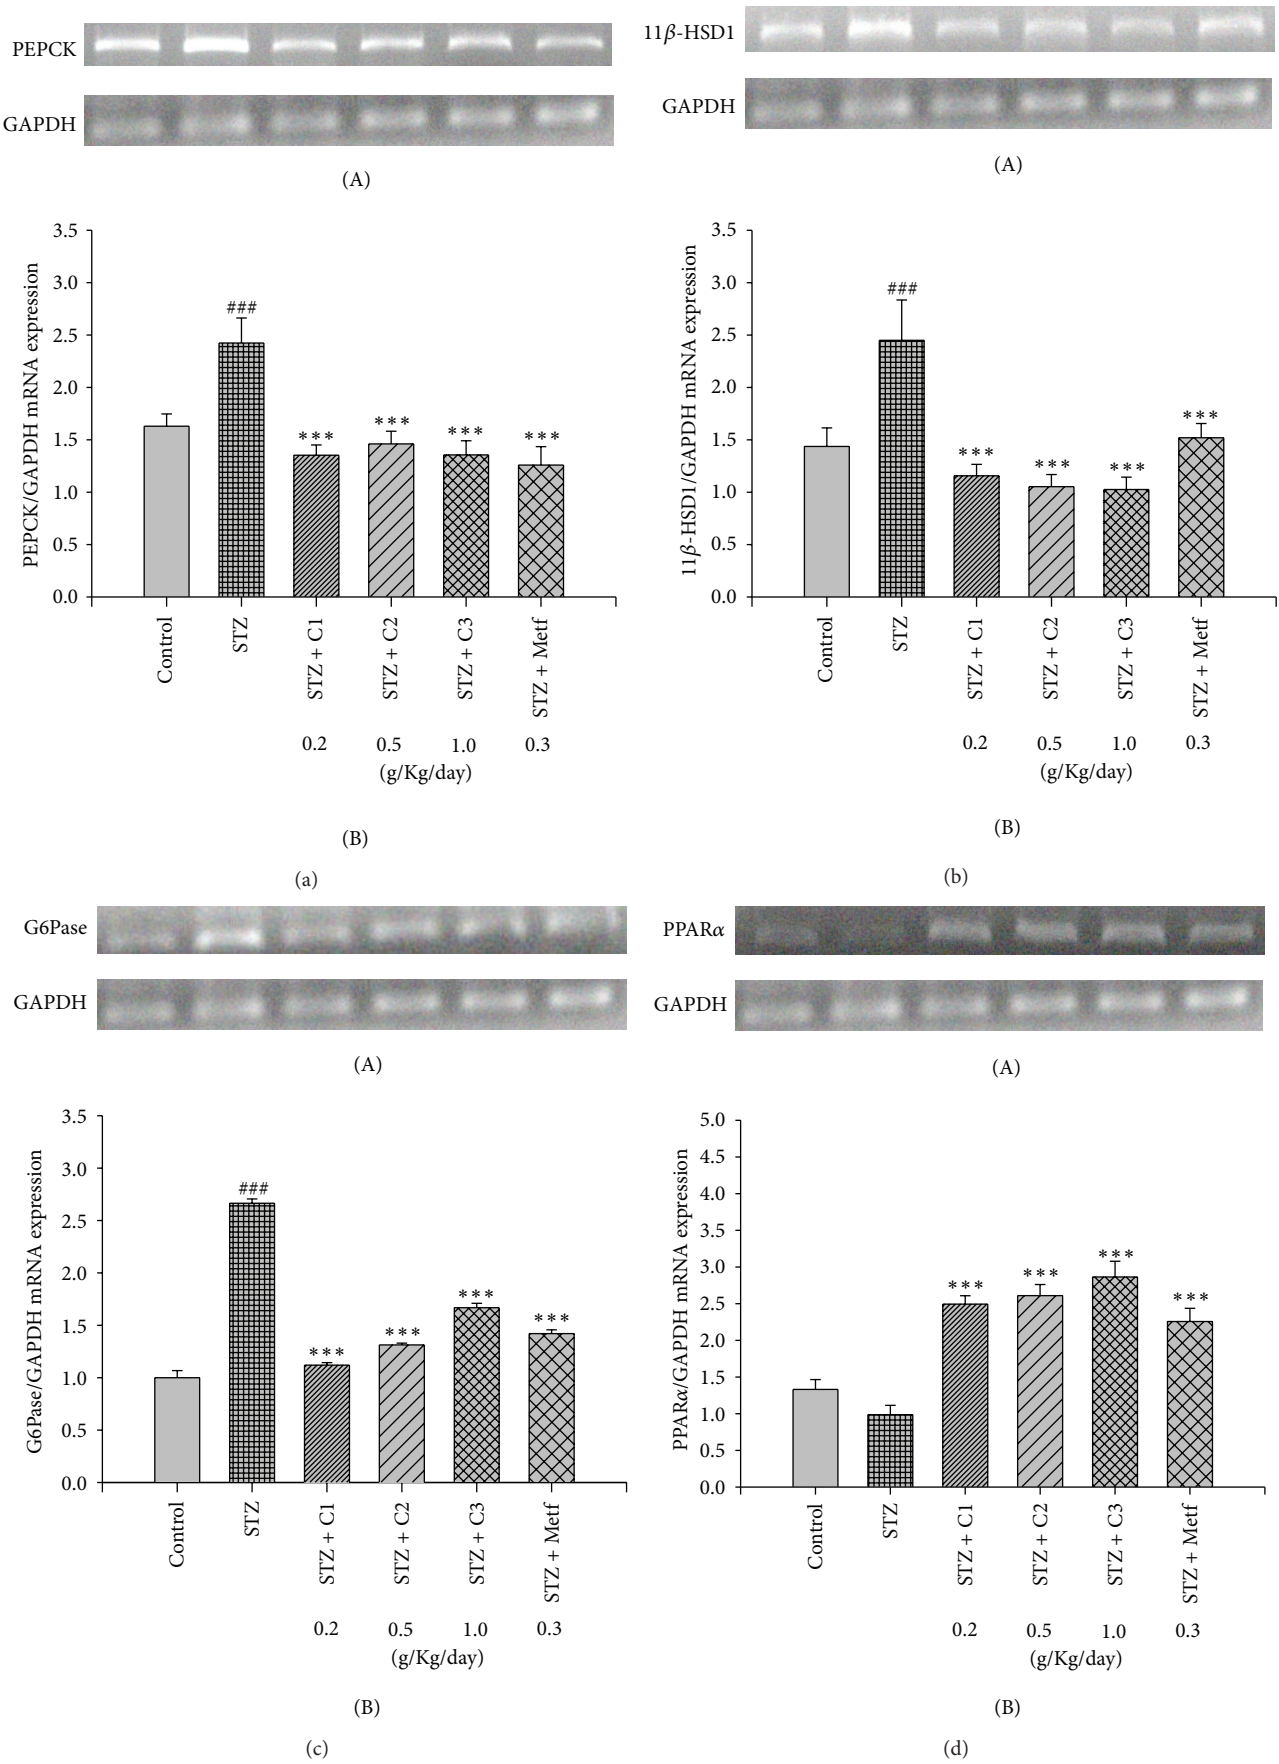 PEPCK
GAPDH
(A)
PEPCK/GAPDH mRNA expression
3.5
3.0
2.5
2.0
1.5
1.0
0.5
0.0
###
***
***
***
***
Control
STZ
STZ + C1
STZ + C2
STZ + C3
STZ + Metf
0.2 0.5 1.0 0.3
(g/Kg/day)
(B)
(a)
11β-HSD1
GAPDH
(A)
11β-HSD1/GAPDH mRNA expression
3.5
3.0
2.5
2.0
1.5
1.0
0.5
0.0
###
***
***
***
***
Control
STZ
STZ + C1
STZ + C2
STZ + C3
STZ + Metf
0.2 0.5 1.0 0.3
(g/Kg/day)
(B)
(b)
G6Pase
GAPDH
(A)
G6Pase/GAPDH mRNA expression
3.5
3.0
2.5
2.0
1.5
1.0
0.5
0.0
###
***
***
***
***
Control
STZ
STZ + C1
STZ + C2
STZ + C3
STZ + Metf
0.2 0.5 1.0 0.3
(g/Kg/day)
(B)
(c)
PPARα
GAPDH
(A)
PPARα/GAPDH mRNA expression
5.0
4.5
4.0
3.5
3.0
2.5
2.0
1.5
1.0
0.5
0.0
***
***
***
***
Control
STZ
STZ + C1
STZ + C2
STZ + C3
STZ + Metf
0.2 0.5 1.0 0.3
(g/Kg/day)
(B)
(d)